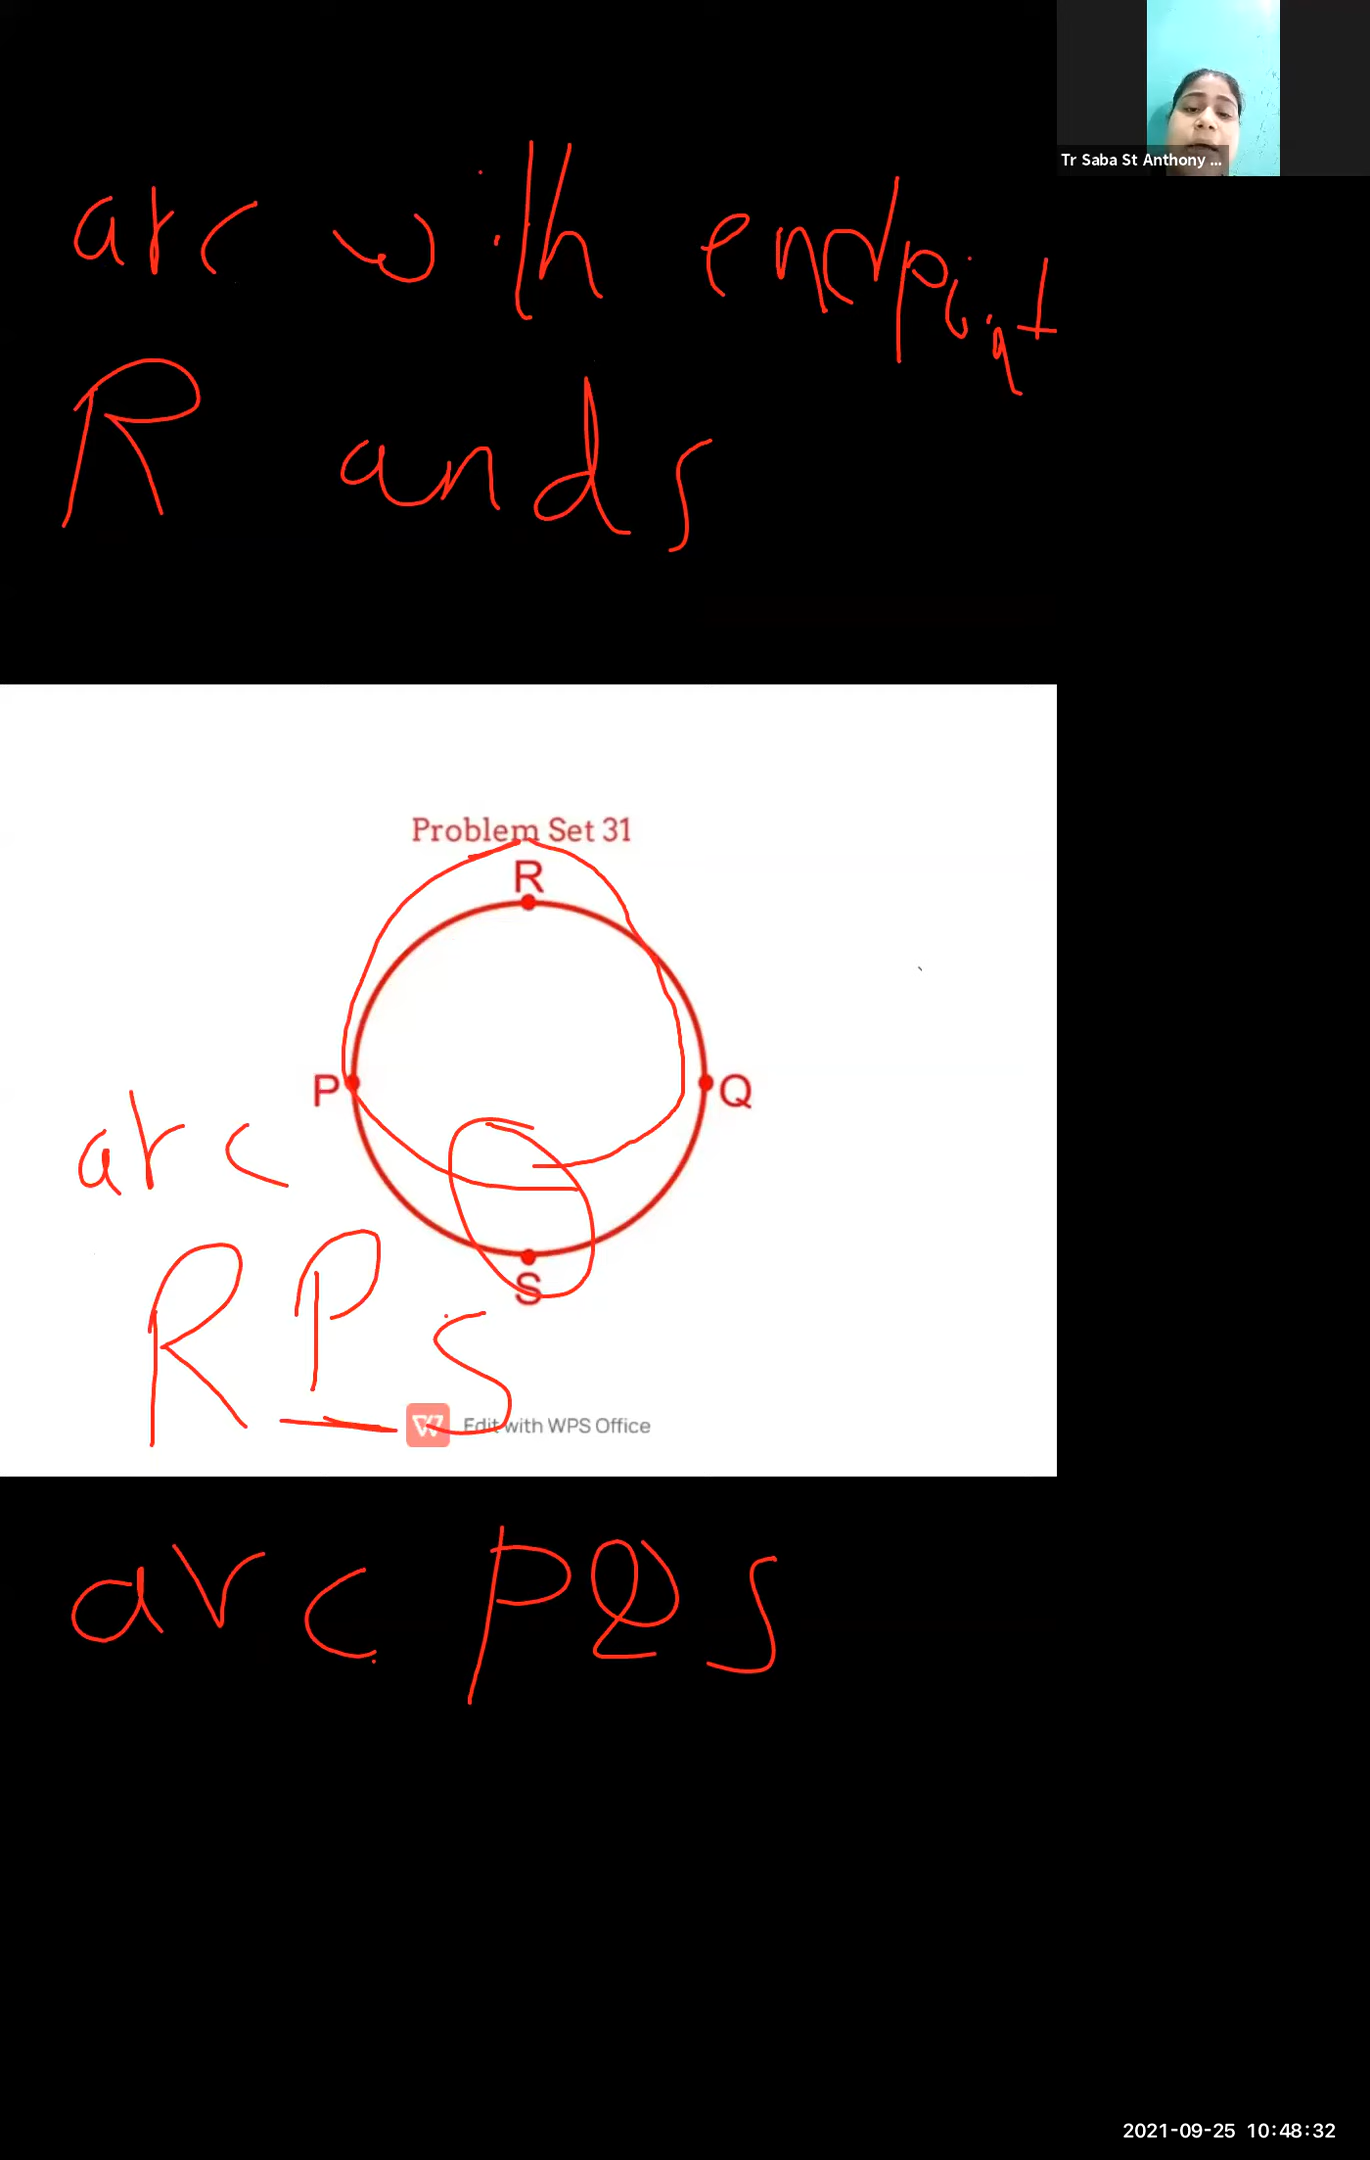 Tr Saba St Anthony ...
arc with endpoint
R and S
Problem Set 31
R
P
Q
S
arc
RPS
Edit with WPS Office
arc PQS
2021-09-25 10:48:32